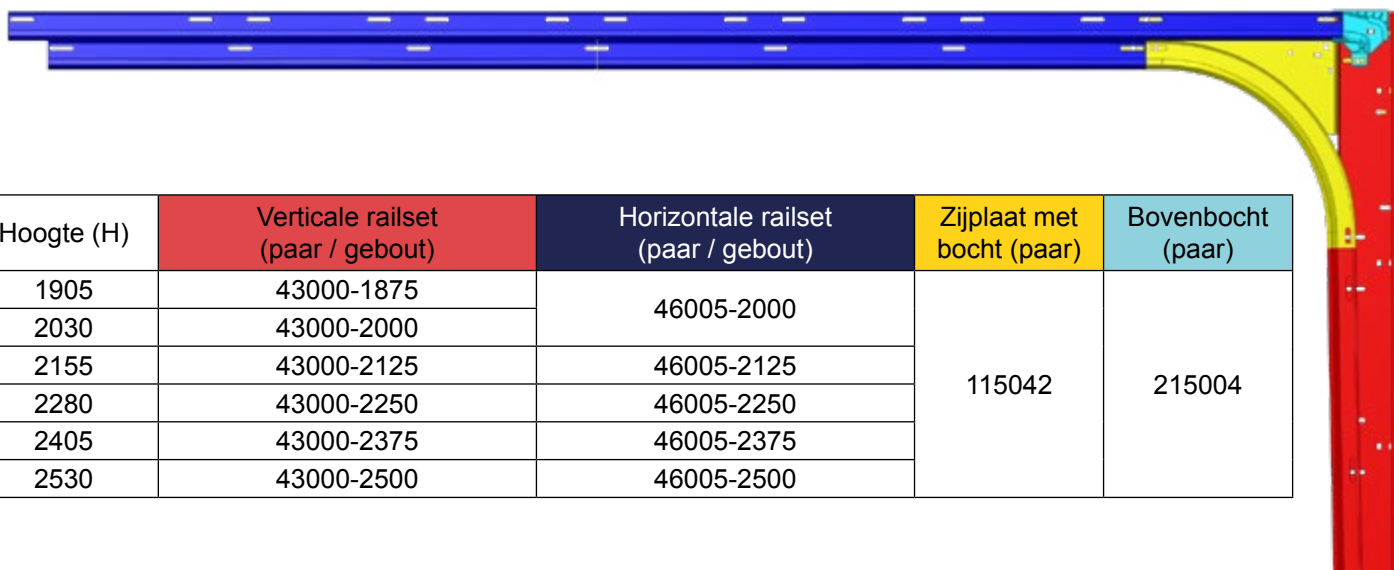 Hoogte (H) Verticale railset (paar / gebout) Horizontale railset (paar / gebout) Zijplaat met bocht (paar) Bovenbocht (paar)
1905 43000-1875 46005-2000 115042 215004
2030 43000-2000
2155 43000-2125 46005-2125
2280 43000-2250 46005-2250
2405 43000-2375 46005-2375
2530 43000-2500 46005-2500